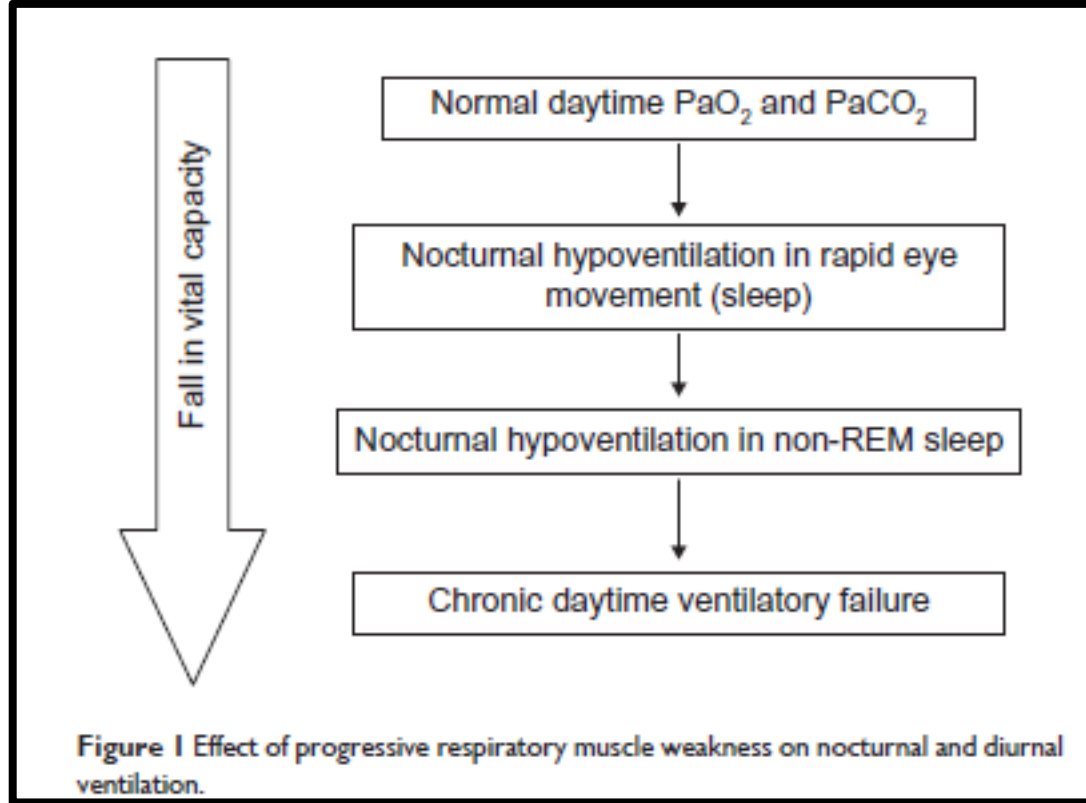 Fall in vital capacity
Normal daytime PaO₂ and PaCO₂
Nocturnal hypoventilation in rapid eye
movement (sleep)
Nocturnal hypoventilation in non-REM sleep
Chronic daytime ventilatory failure
Figure 1 Effect of progressive respiratory muscle weakness on nocturnal and diurnal
ventilation.